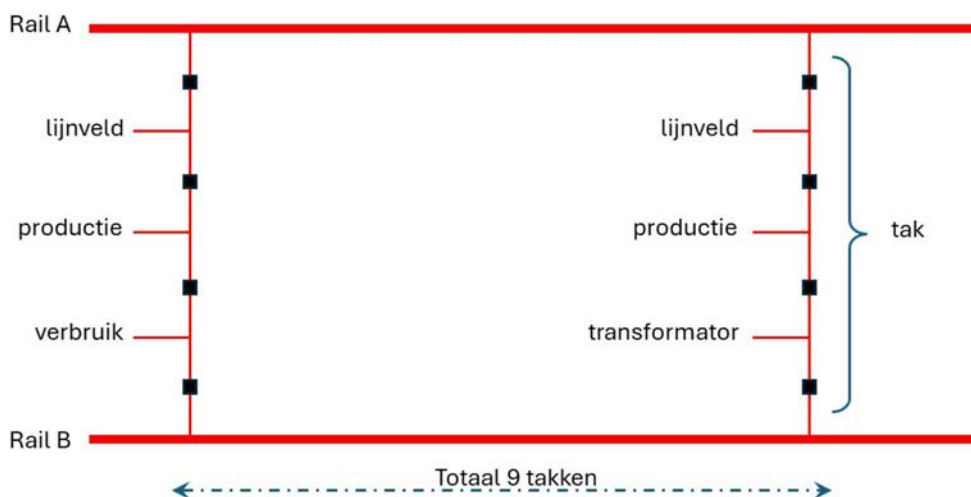 Rail A
lijnveld
lijnveld
productie
productie
tak
verbruik
transformator
Rail B
Totaal 9 takken